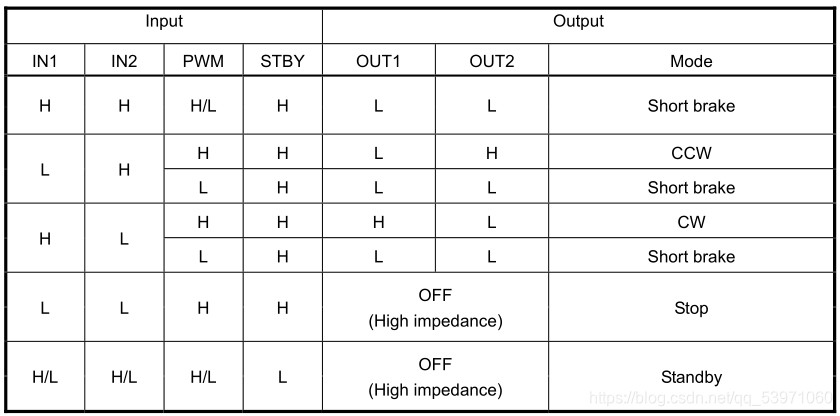 Input Output
IN1 IN2 PWM STBY OUT1 OUT2 Mode
H H H/L H L L Short brake
L H H H L H CCW
L H L L Short brake
H L H H H L CW
L H L L Short brake
L L H H OFF
(High impedance) Stop
H/L H/L H/L L OFF
(High impedance) Standby
https://blog.csdn.net/qq_53971060